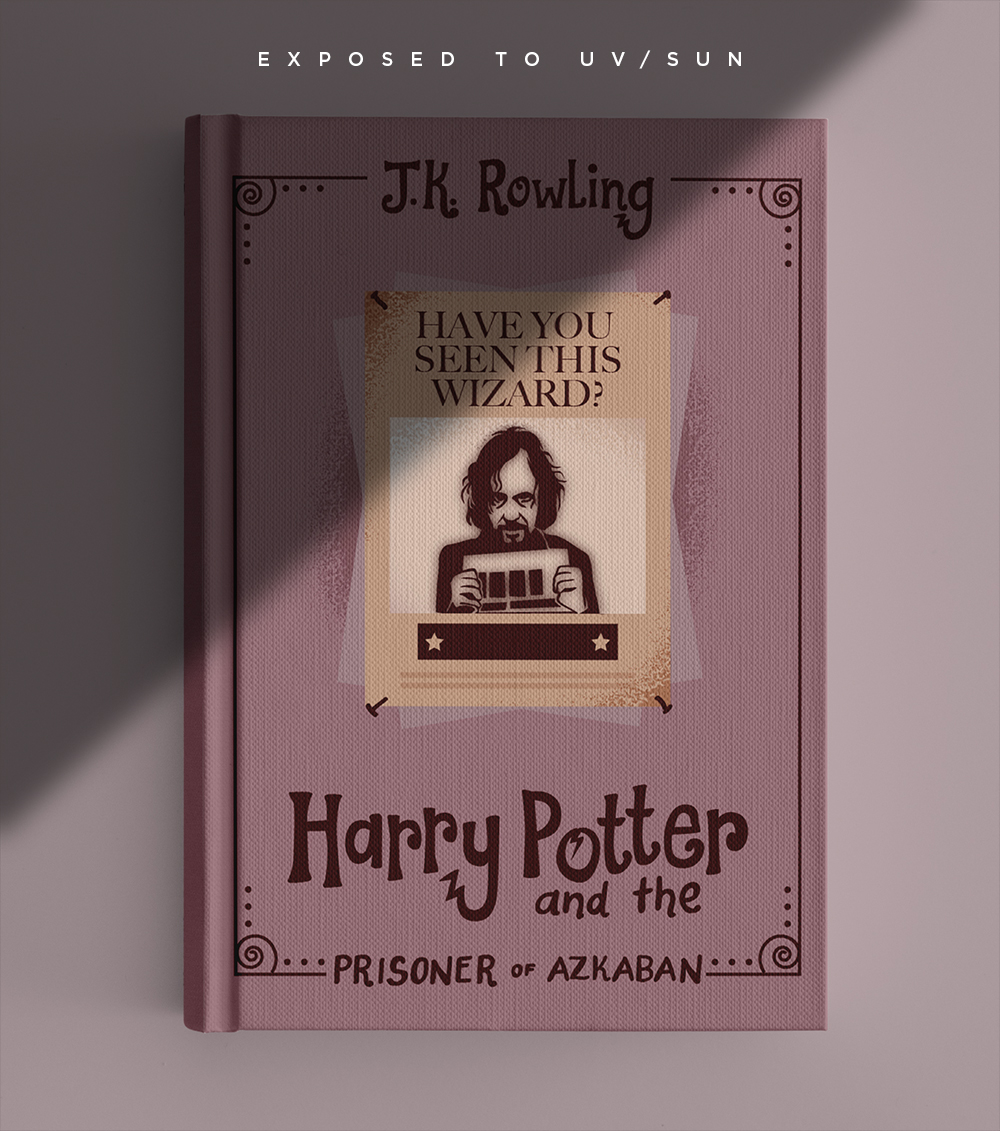 EXPOSED TO UV/SUN
J.K. Rowling
HAVE YOU
SEEN THIS
WIZARD?
Harry Potter
and the
PRISONER OF AZKABAN